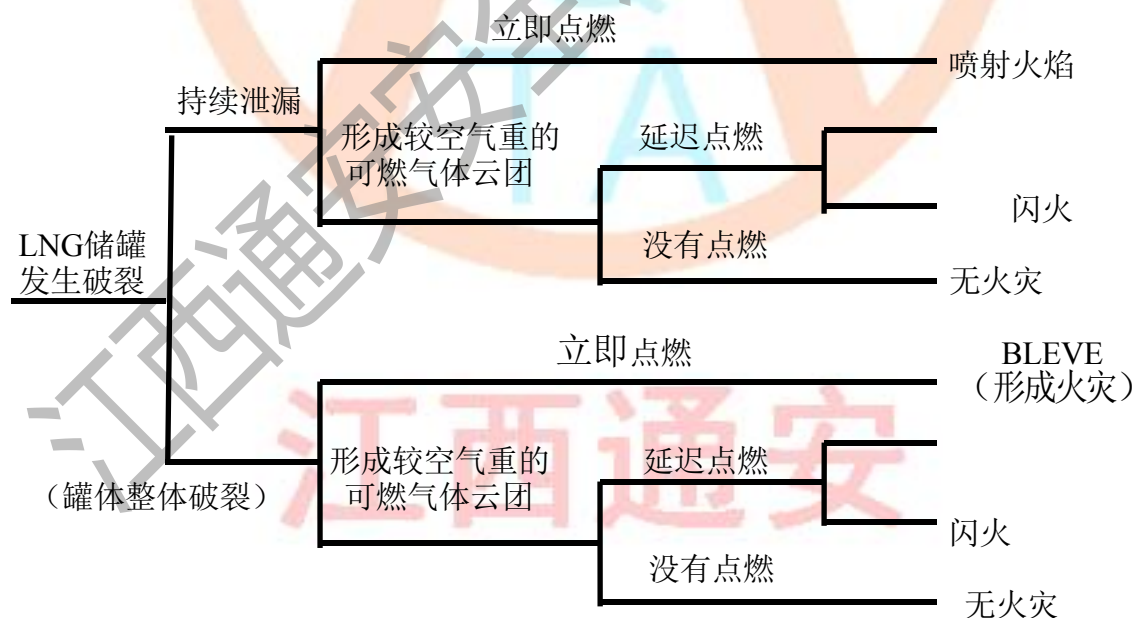 立即点燃
喷射火焰
持续泄漏
形成较空气重的
可燃气体云团
延迟点燃
闪火
LNG储罐
发生破裂
没有点燃
无火灾
立即点燃
BLEVE
（形成火灾）
形成较空气重的
可燃气体云团
延迟点燃
（罐体整体破裂）
闪火
没有点燃
无火灾
江西通安安全
TA
江西通安